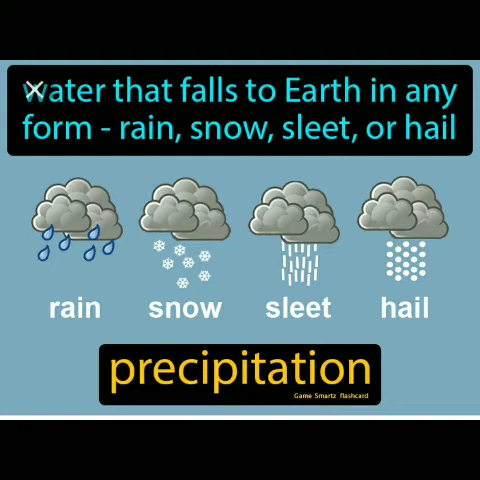 water that falls to Earth in any
form - rain, snow, sleet, or hail
rain snow sleet hail
precipitation
Game Smartz flashcard